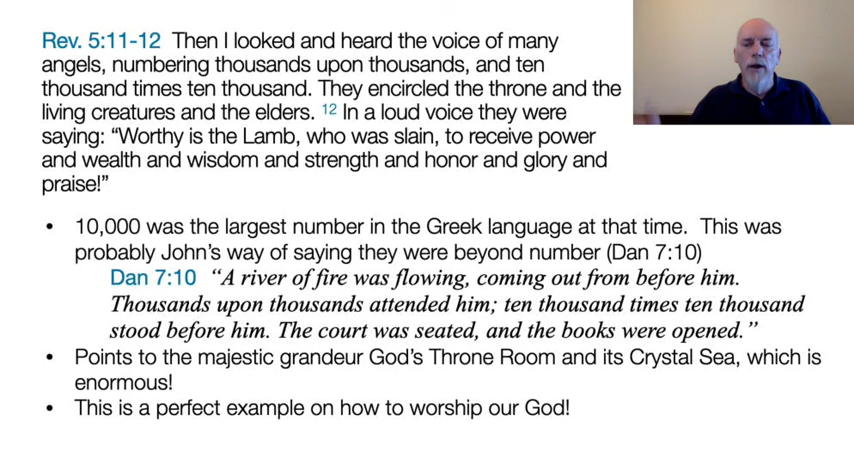 Rev. 5:11-12 Then I looked and heard the voice of many
angels, numbering thousands upon thousands, and ten
thousand times ten thousand. They encircled the throne and the
living creatures and the elders. 12 In a loud voice they were
saying: “Worthy is the Lamb, who was slain, to receive power
and wealth and wisdom and strength and honor and glory and
praise!”
• 10,000 was the largest number in the Greek language at that time. This was
probably John’s way of saying they were beyond number (Dan 7:10)
Dan 7:10 “A river of fire was flowing, coming out from before him.
Thousands upon thousands attended him; ten thousand times ten thousand
stood before him. The court was seated, and the books were opened.”
• Points to the majestic grandeur God’s Throne Room and its Crystal Sea, which is
enormous!
• This is a perfect example on how to worship our God!